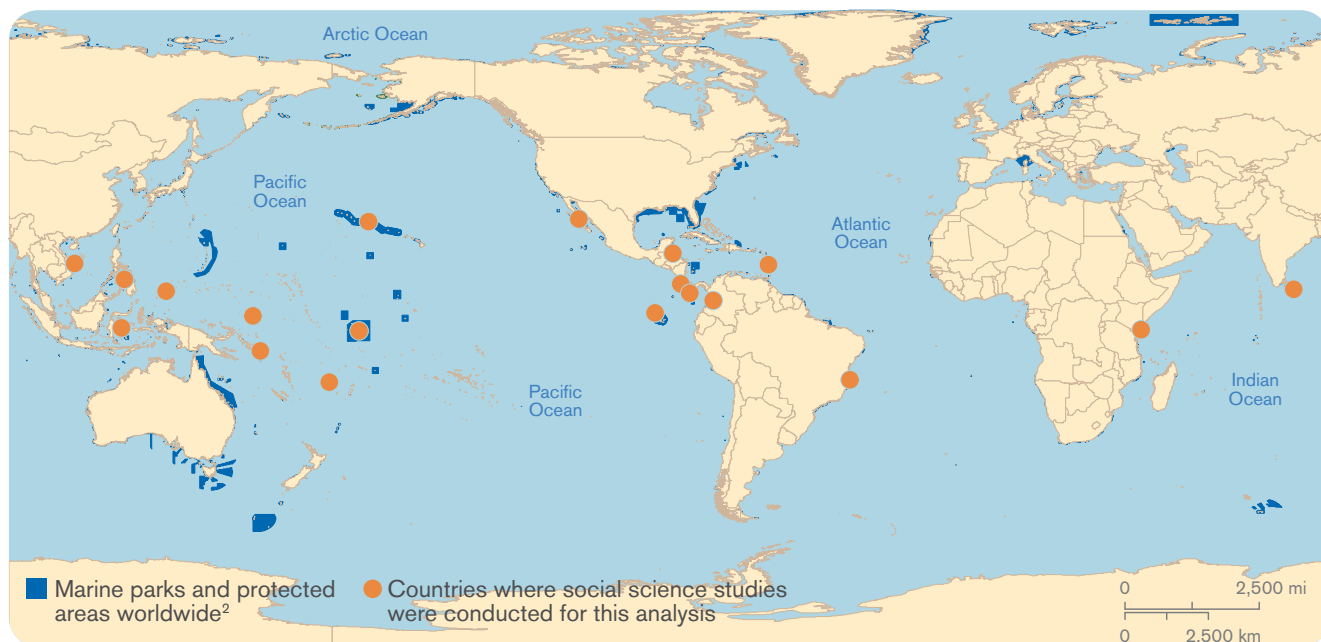 Arctic Ocean
Pacific
Ocean
Atlantic
Ocean
Pacific
Ocean
Indian
Ocean
Marine parks and protected
areas worldwide²
Countries where social science studies
were conducted for this analysis
0 2,500 mi
0 2,500 km